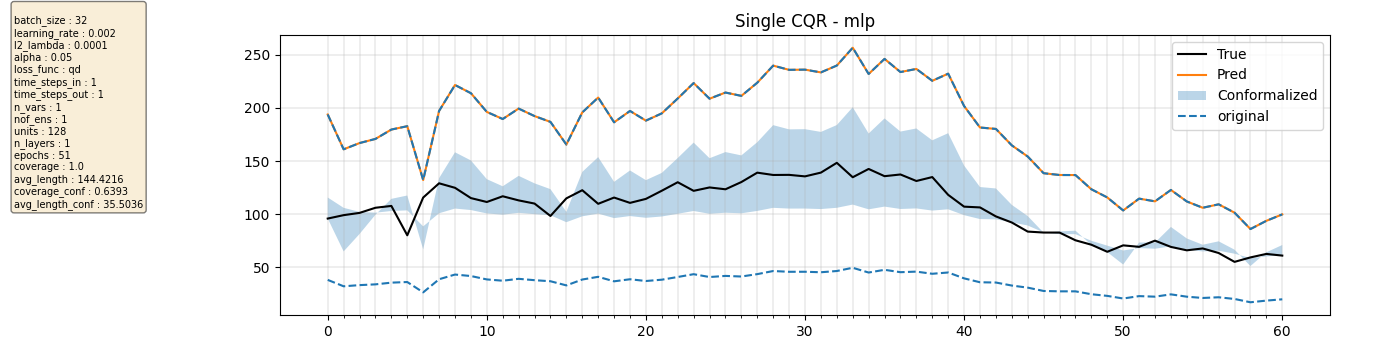 batch_size : 32
learning_rate : 0.002
l2_lambda : 0.0001
alpha : 0.05
loss_func : qd
time_steps_in : 1
time_steps_out : 1
n_vars : 1
nof_ens : 1
units : 128
n_layers : 1
epochs : 51
coverage : 1.0
avg_length : 144.4216
coverage_conf : 0.6393
avg_length_conf : 35.5036
Single CQR - mlp
250
200
150
100
50
0 10 20 30 40 50 60
True
Pred
Conformalized
original